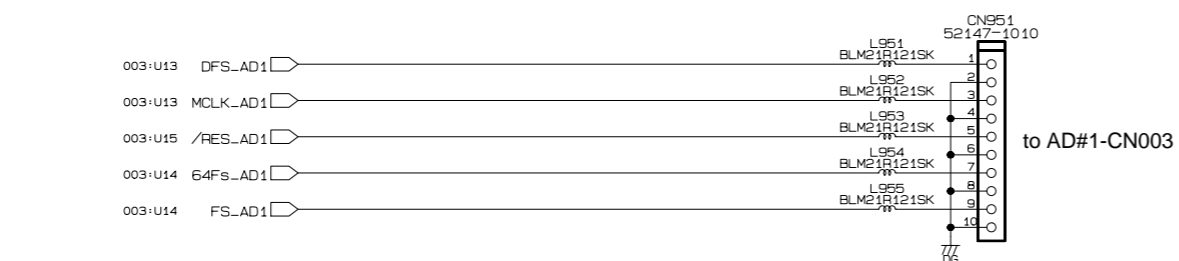 CN951
52147-1010
L951
BLM21R121SK
003:U13 DFS_AD1
1
2
L952
BLM21R121SK
003:U13 MCLK_AD1
3
4
L953
BLM21R121SK
003:U15 /RES_AD1
5
to AD#1-CN003
6
L954
BLM21R121SK
003:U14 64Fs_AD1
7
8
L955
BLM21R121SK
003:U14 FS_AD1
9
10
DG